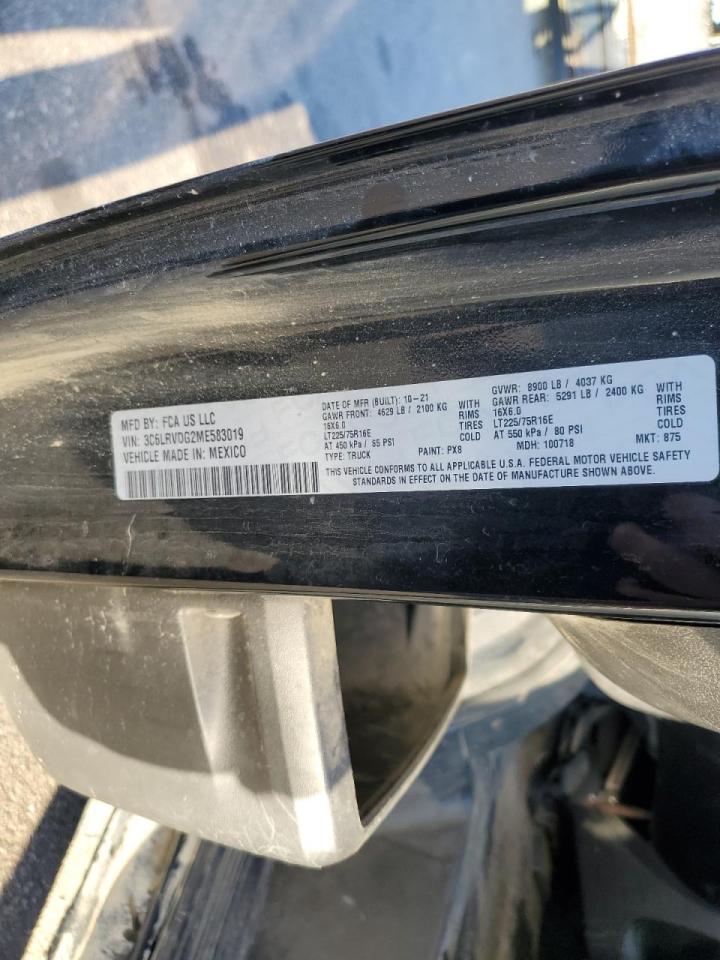 MFD BY: FCA US LLC
VIN: 3C6LRVDG2ME583019
VEHICLE MADE IN: MEXICO
DATE OF MFR (BUILT): 10-21
GAWR FRONT: 4629 LB / 2100 KG WITH
16X6.0 RIMS
LT225/75R16E TIRES
AT 450 kPa / 65 PSI COLD
TYPE: TRUCK PAINT: PX8
GVWR: 8900 LB / 4037 KG
GAWR REAR: 5291 LB / 2400 KG WITH
16X6.0 RIMS
LT225/75R16E TIRES
AT 550 kPa / 80 PSI COLD
MDH: 100718 MKT: 875
THIS VEHICLE CONFORMS TO ALL APPLICABLE U.S.A. FEDERAL MOTOR VEHICLE SAFETY
STANDARDS IN EFFECT ON THE DATE OF MANUFACTURE SHOWN ABOVE.